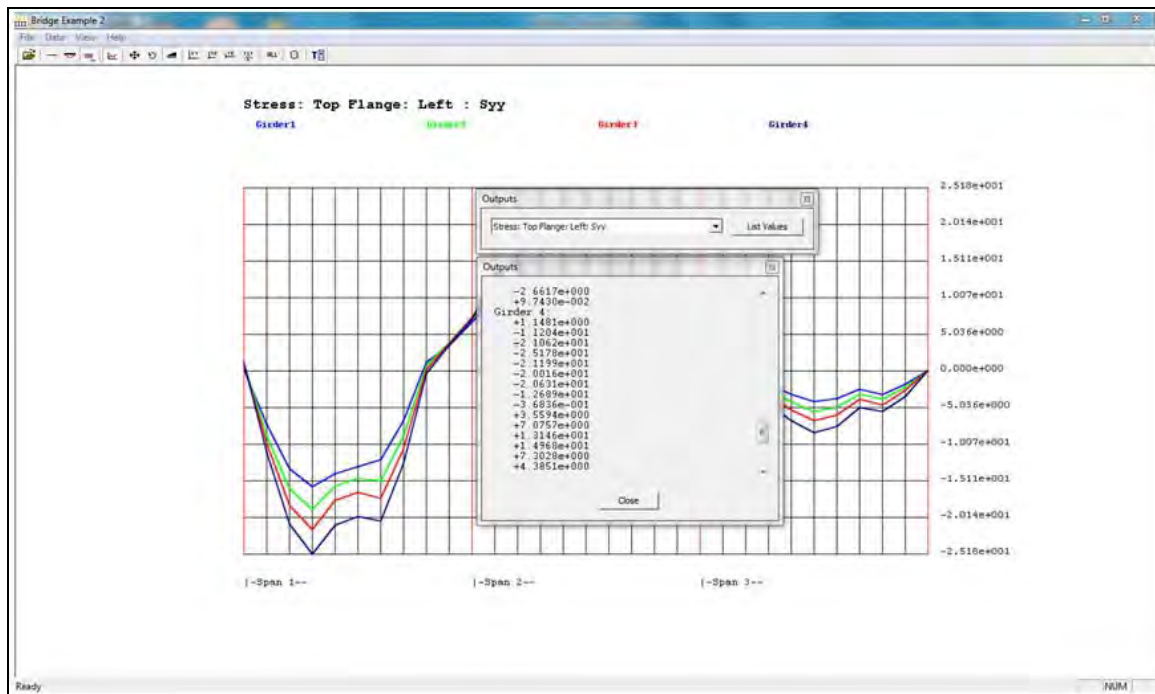 Bridge Example 2
File Data View Help
Stress: Top Flange: Left : Syy
Girder1 Girder2 Girder3 Girder4
Outputs
Stress: Top Flange: Left: Syy
List Values
Outputs
-2.6617e+000
+9.7430e-002
Girder 4:
+1.1481e+000
-1.1204e+001
-2.1062e+001
-2.5178e+001
-2.1199e+001
-2.0016e+001
-2.0631e+001
-1.2689e+001
-3.6836e-001
+3.5594e+000
+7.0757e+000
+1.3146e+001
+1.4968e+001
+7.3028e+000
+4.3851e+000
Close
2.518e+001
2.014e+001
1.511e+001
1.007e+001
5.036e+000
0.000e+000
-5.036e+000
-1.007e+001
-1.511e+001
-2.014e+001
-2.518e+001
|-Span 1-- |-Span 2-- |-Span 3--
Ready
NUM